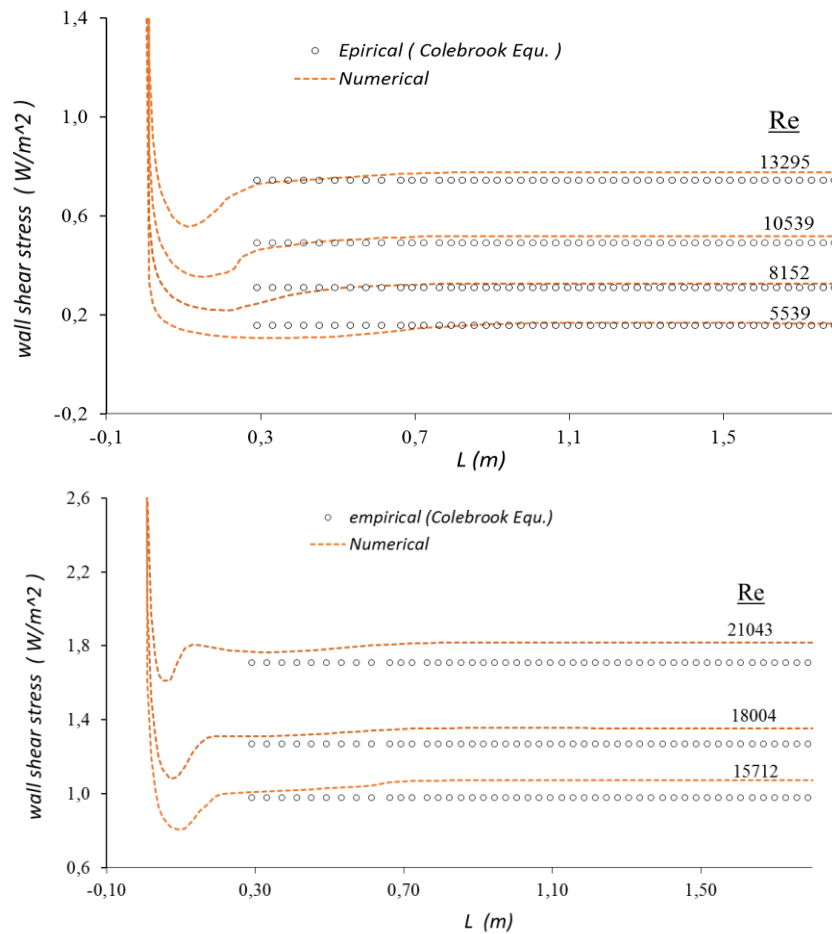 1,4
Epirical ( Colebrook Equ. )
Numerical
1,0
Re
wall shear stress ( W/m^2 )
13295
0,6
10539
8152
0,2
5539
-0,2
-0,1
0,3
0,7
1,1
1,5
L (m)
2,6
empirical (Colebrook Equ.)
Numerical
2,2
Re
wall shear stress ( W/m^2 )
21043
1,8
18004
1,4
15712
1,0
0,6
-0,10
0,30
0,70
1,10
1,50
L (m)